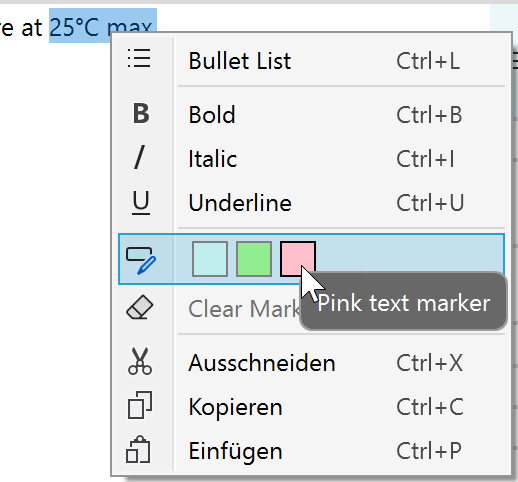 re at 25°C max
Bullet List Ctrl+L
B Bold Ctrl+B
I Italic Ctrl+I
U Underline Ctrl+U
Pink text marker
Clear Mark
Ausschneiden Ctrl+X
Kopieren Ctrl+C
Einfügen Ctrl+P